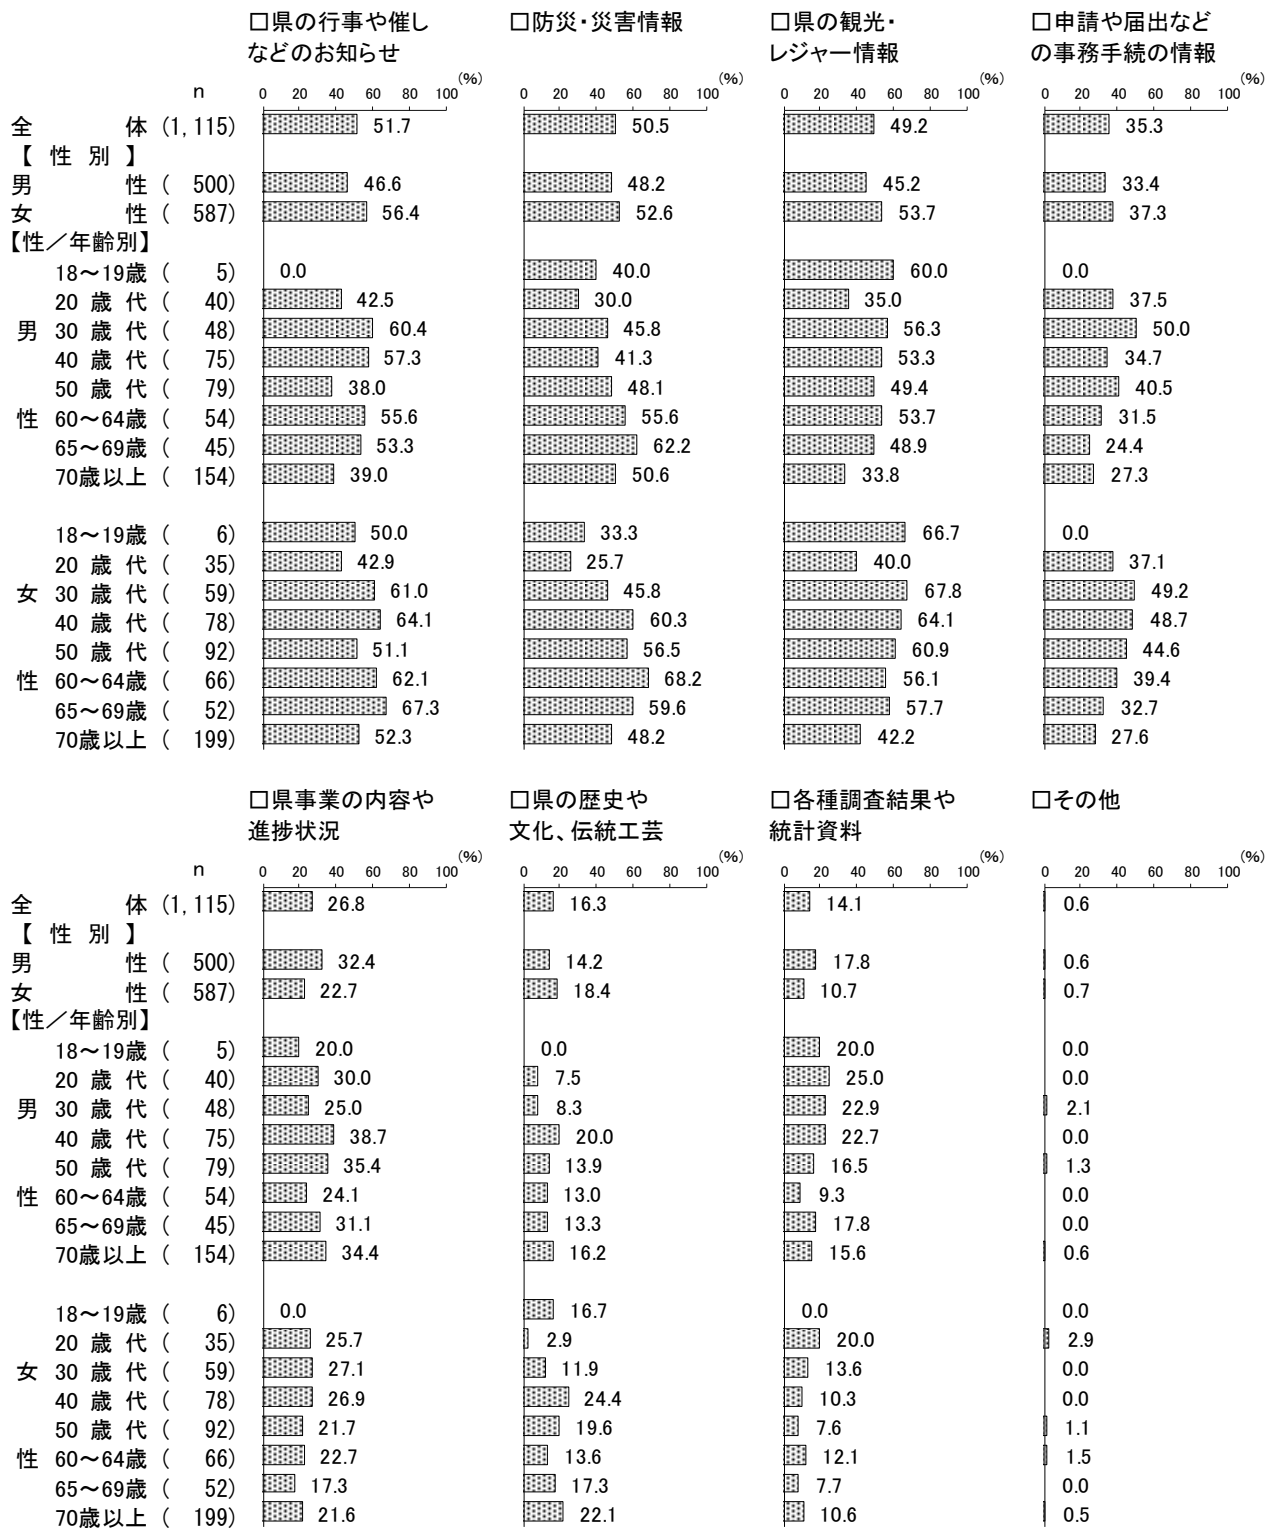 □県の行事や催し □防災・災害情報 □県の観光・ □申請や届出など
などのお知らせ レジャー情報 の事務手続の情報
(%) (%) (%) (%)
n 0 20 40 60 80 100 0 20 40 60 80 100 0 20 40 60 80 100 0 20 40 60 80 100
全 体 (1,115) 51.7 50.5 49.2 35.3
【 性 別 】
男 性 ( 500) 46.6 48.2 45.2 33.4
女 性 ( 587) 56.4 52.6 53.7 37.3
【性／年齢別】
18～19歳 ( 5) 0.0 40.0 60.0 0.0
20 歳 代 ( 40) 42.5 30.0 35.0 37.5
男 30 歳 代 ( 48) 60.4 45.8 56.3 50.0
40 歳 代 ( 75) 57.3 41.3 53.3 34.7
50 歳 代 ( 79) 38.0 48.1 49.4 40.5
性 60～64歳 ( 54) 55.6 55.6 53.7 31.5
65～69歳 ( 45) 53.3 62.2 48.9 24.4
70歳以上 ( 154) 39.0 50.6 33.8 27.3
18～19歳 ( 6) 50.0 33.3 66.7 0.0
20 歳 代 ( 35) 42.9 25.7 40.0 37.1
女 30 歳 代 ( 59) 61.0 45.8 67.8 49.2
40 歳 代 ( 78) 64.1 60.3 64.1 48.7
50 歳 代 ( 92) 51.1 56.5 60.9 44.6
性 60～64歳 ( 66) 62.1 68.2 56.1 39.4
65～69歳 ( 52) 67.3 59.6 57.7 32.7
70歳以上 ( 199) 52.3 48.2 42.2 27.6
□県事業の内容や □県の歴史や □各種調査結果や □その他
進捗状況 文化、伝統工芸 統計資料
(%) (%) (%) (%)
n 0 20 40 60 80 100 0 20 40 60 80 100 0 20 40 60 80 100 0 20 40 60 80 100
全 体 (1,115) 26.8 16.3 14.1 0.6
【 性 別 】
男 性 ( 500) 32.4 14.2 17.8 0.6
女 性 ( 587) 22.7 18.4 10.7 0.7
【性／年齢別】
18～19歳 ( 5) 20.0 0.0 20.0 0.0
20 歳 代 ( 40) 30.0 7.5 25.0 0.0
男 30 歳 代 ( 48) 25.0 8.3 22.9 2.1
40 歳 代 ( 75) 38.7 20.0 22.7 0.0
50 歳 代 ( 79) 35.4 13.9 16.5 1.3
性 60～64歳 ( 54) 24.1 13.0 9.3 0.0
65～69歳 ( 45) 31.1 13.3 17.8 0.0
70歳以上 ( 154) 34.4 16.2 15.6 0.6
18～19歳 ( 6) 0.0 16.7 0.0 0.0
20 歳 代 ( 35) 25.7 2.9 20.0 2.9
女 30 歳 代 ( 59) 27.1 11.9 13.6 0.0
40 歳 代 ( 78) 26.9 24.4 10.3 0.0
50 歳 代 ( 92) 21.7 19.6 7.6 1.1
性 60～64歳 ( 66) 22.7 13.6 12.1 1.5
65～69歳 ( 52) 17.3 17.3 7.7 0.0
70歳以上 ( 199) 21.6 22.1 10.6 0.5